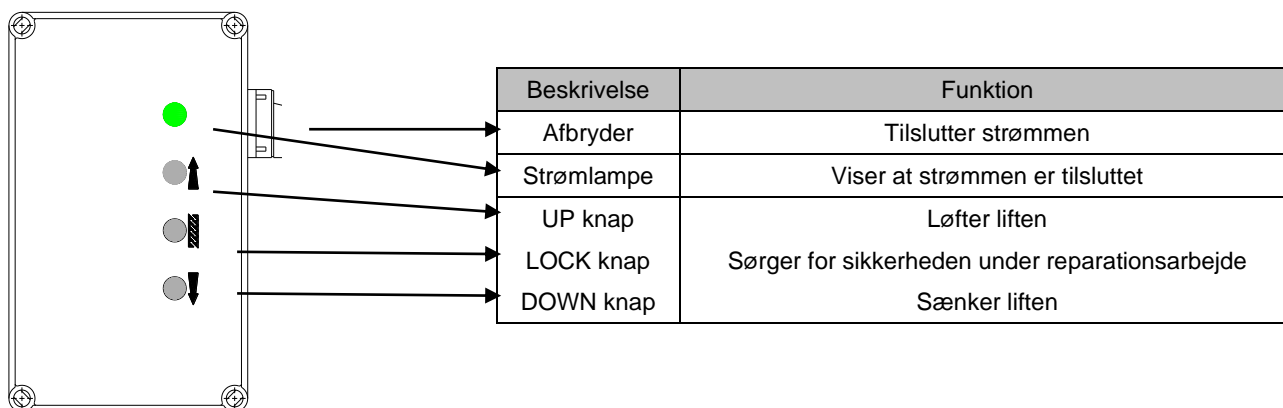 Beskrivelse Funktion
Afbryder Tilslutter strømmen
Strømlampe Viser at strømmen er tilsluttet
UP knap Løfter liften
LOCK knap Sørger for sikkerheden under reparationsarbejde
DOWN knap Sænker liften